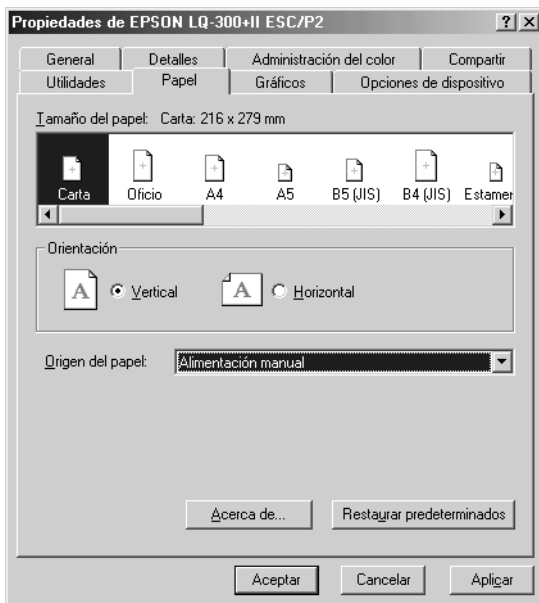 Propiedades de EPSON LQ-300+II ESC/P2
General Detalles Administración del color Compartir
Utilidades Papel Gráficos Opciones de dispositivo
Tamaño del papel: Carta: 216 x 279 mm
Carta Oficio A4 A5 B5 (JIS) B4 (JIS) Estamen
Orientación
A Vertical A Horizontal
Origen del papel: Alimentación manual
Acerca de... Restaurar predeterminados
Aceptar Cancelar Aplicar